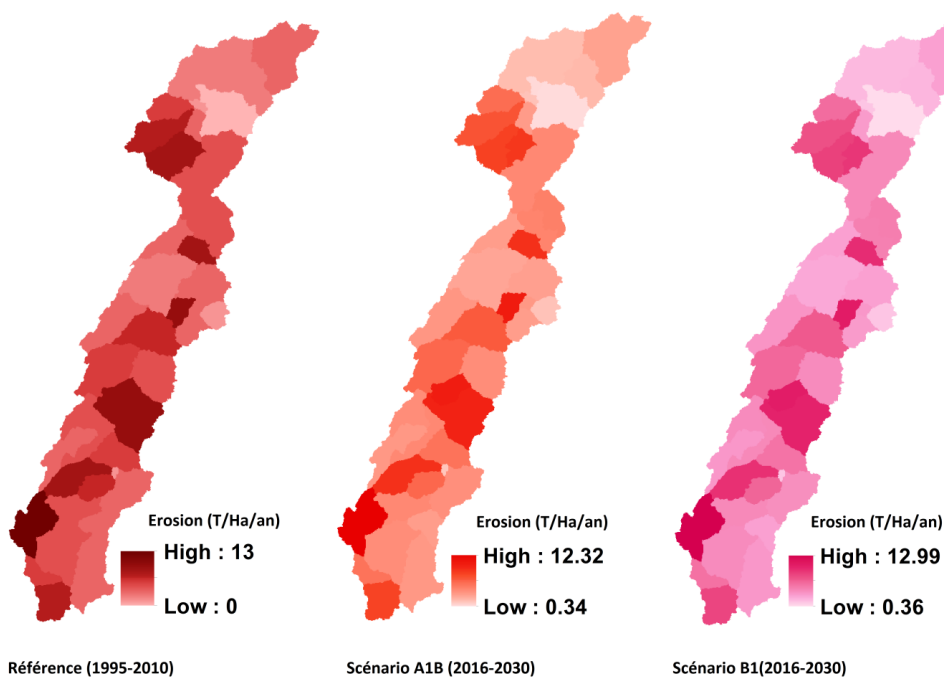 Erosion (T/Ha/an)
High : 13
Low : 0
Référence (1995-2010)
Erosion (T/Ha/an)
High : 12.32
Low : 0.34
Scénario A1B (2016-2030)
Erosion (T/Ha/an)
High : 12.99
Low : 0.36
Scénario B1(2016-2030)